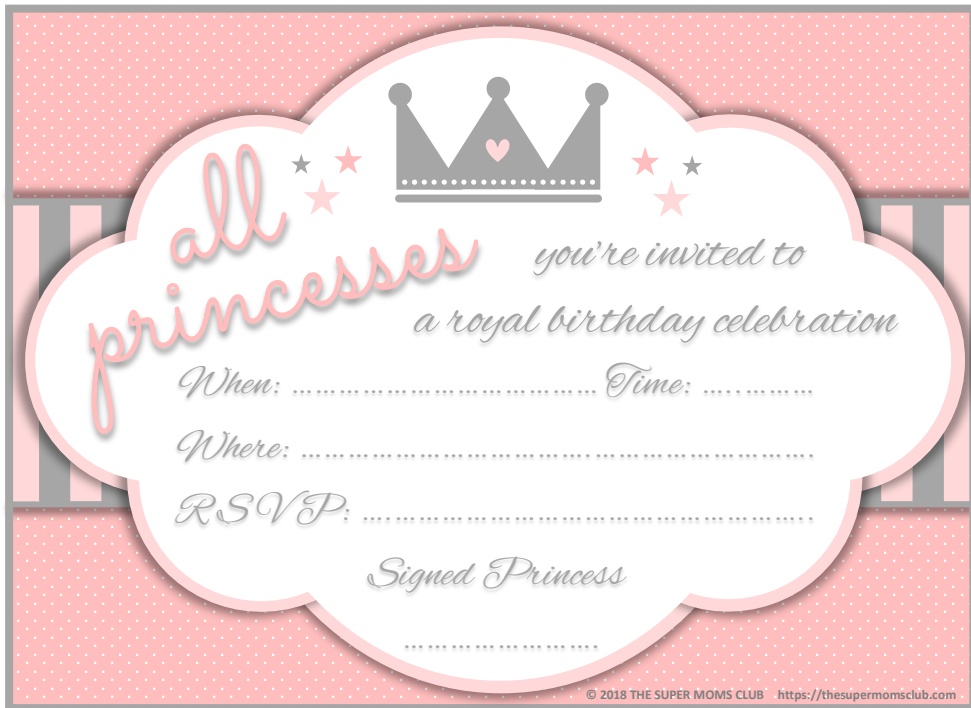 all
princesses
you're invited to
a royal birthday celebration
When: ................................. Time: ............
Where: .......................................................
RSVP: .................................................
Signed Princess
.....................
© 2018 THE SUPER MOMS CLUB https://thesupermomsclub.com